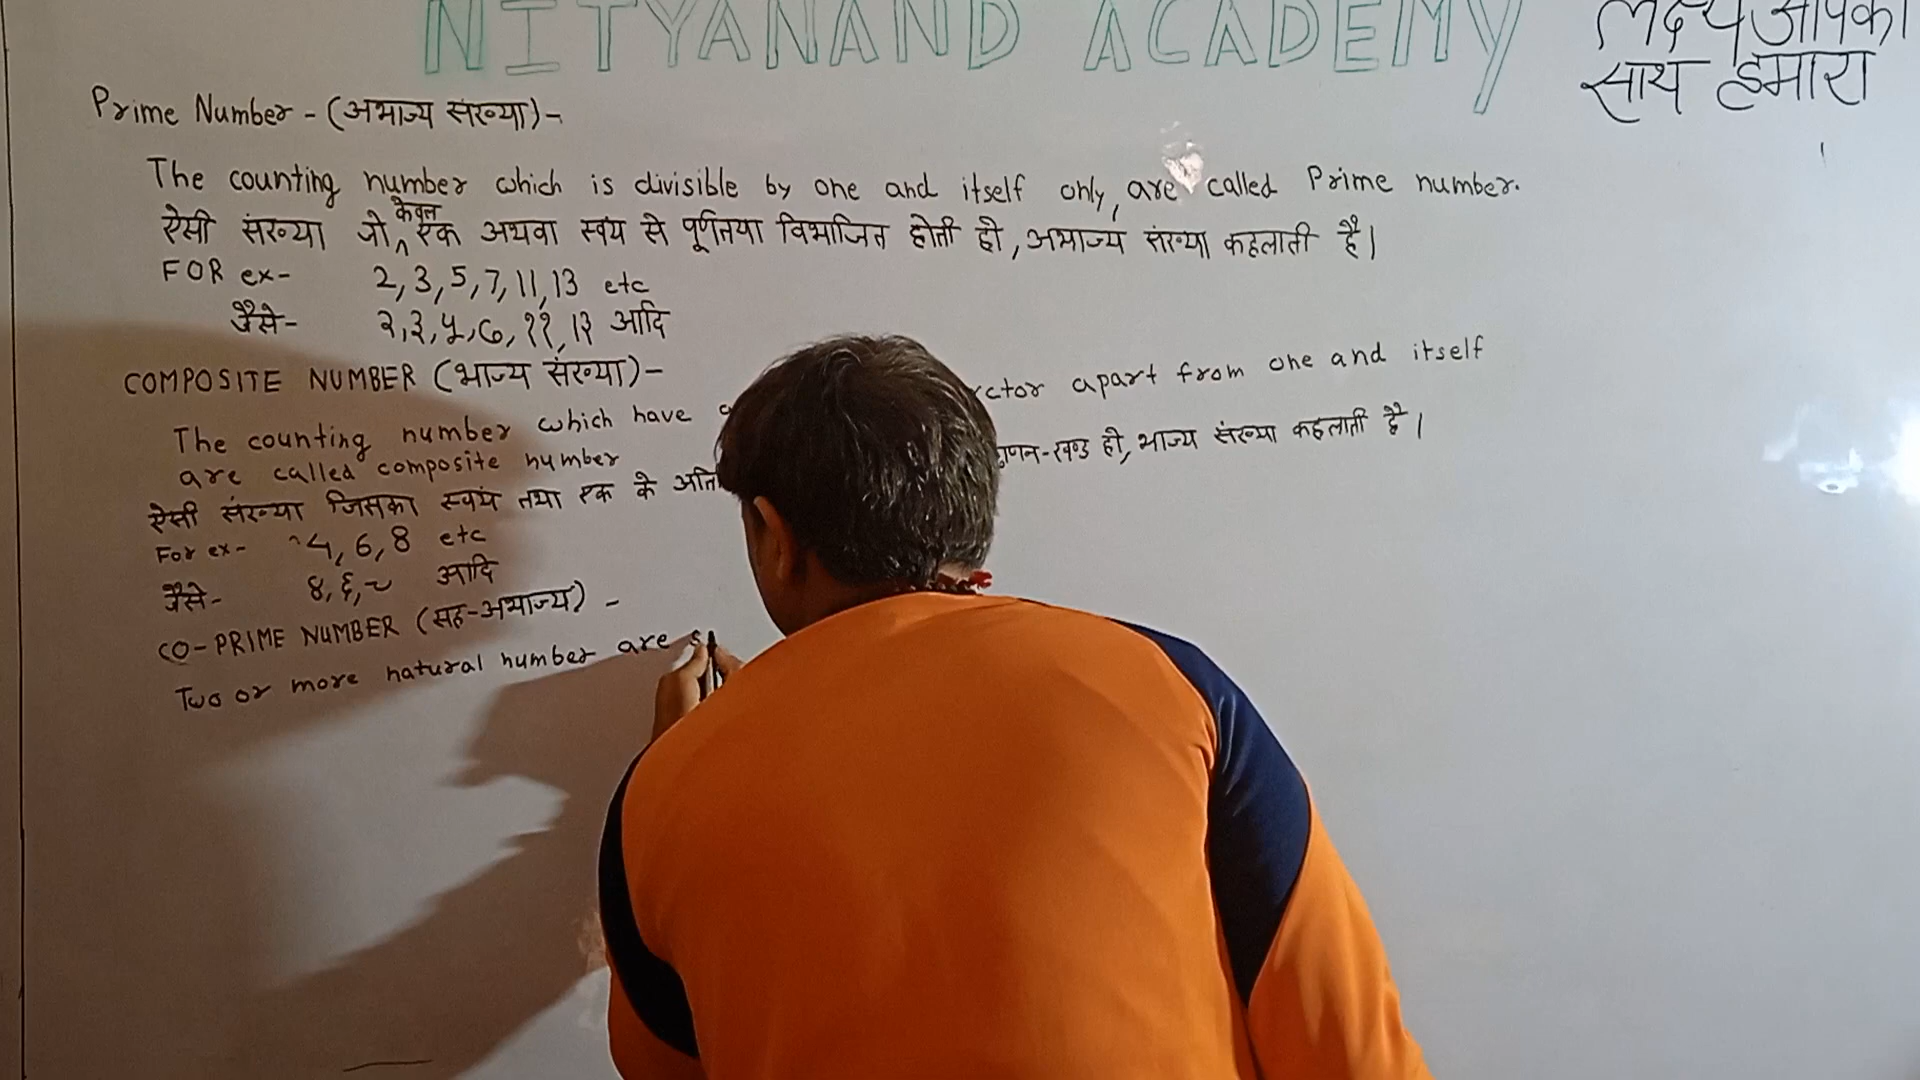 NITYANAND ACADEMY
लक्ष्य आपका
साथ हमारा
Prime Number - (अभाज्य संख्या) -
The counting number which is divisible by one and itself only, are called Prime number.
केवल
ऐसी संख्या जो एक अथवा स्वयं से पूर्णतया विभाजित होती हो, अभाज्य संख्या कहलाती है।
FOR ex- 2, 3, 5, 7, 11, 13 etc
जैसे- २, ३, ५, ७, ११, १३ आदि
COMPOSITE NUMBER (भाज्य संख्या) -
The counting number which have apart from one and itself
are called composite number
ऐसी संख्या जिसका स्वयं तथा एक के हो, भाज्य संख्या कहलाती है।
For ex- 4, 6, 8 etc
जैसे- ४, ६, ८ आदि
CO-PRIME NUMBER (सह-अभाज्य) -
Two or more natural number are